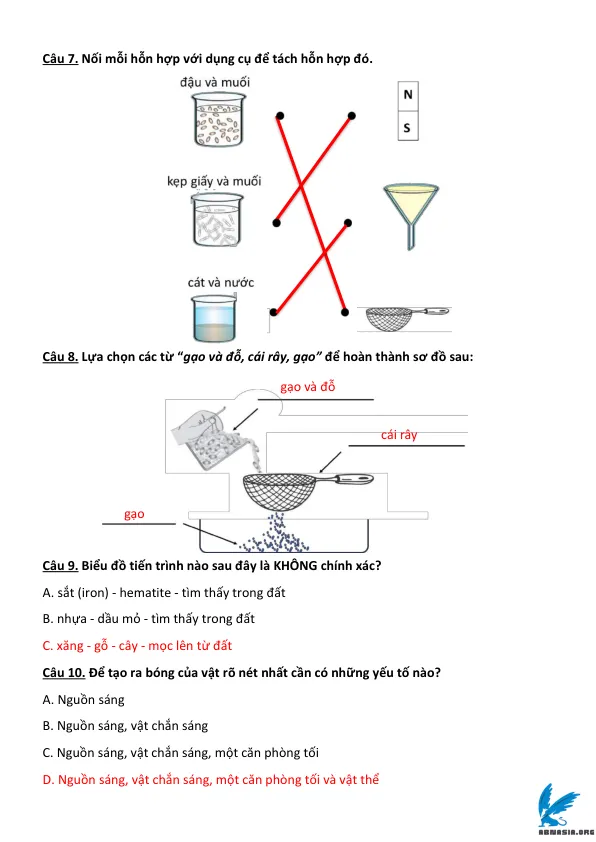 Câu 7. Nối mỗi hỗn hợp với dụng cụ để tách hỗn hợp đó.
đậu và muối
N
S
kẹp giấy và muối
cát và nước
Câu 8. Lựa chọn các từ “gạo và đỗ, cái rây, gạo” để hoàn thành sơ đồ sau:
gạo và đỗ
cái rây
gạo
Câu 9. Biểu đồ tiến trình nào sau đây là KHÔNG chính xác?
A. sắt (iron) - hematite - tìm thấy trong đất
B. nhựa - dầu mỏ - tìm thấy trong đất
C. xăng - gỗ - cây - mọc lên từ đất
Câu 10. Để tạo ra bóng của vật rõ nét nhất cần có những yếu tố nào?
A. Nguồn sáng
B. Nguồn sáng, vật chắn sáng
C. Nguồn sáng, vật chắn sáng, một căn phòng tối
D. Nguồn sáng, vật chắn sáng, một căn phòng tối và vật thể
ABNASIA.ORG